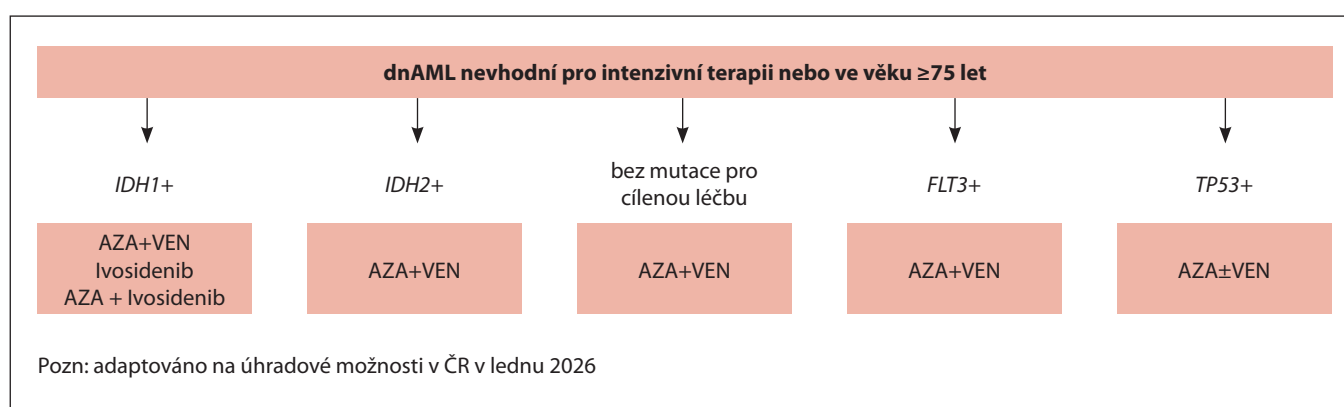 dnAML nevhodní pro intenzivní terapii nebo ve věku ≥75 let
IDH1+
IDH2+
bez mutace pro
cílenou léčbu
FLT3+
TP53+
AZA+VEN
Ivosidenib
AZA + Ivosidenib
AZA+VEN
AZA+VEN
AZA+VEN
AZA±VEN
Pozn: adaptováno na úhradové možnosti v ČR v lednu 2026